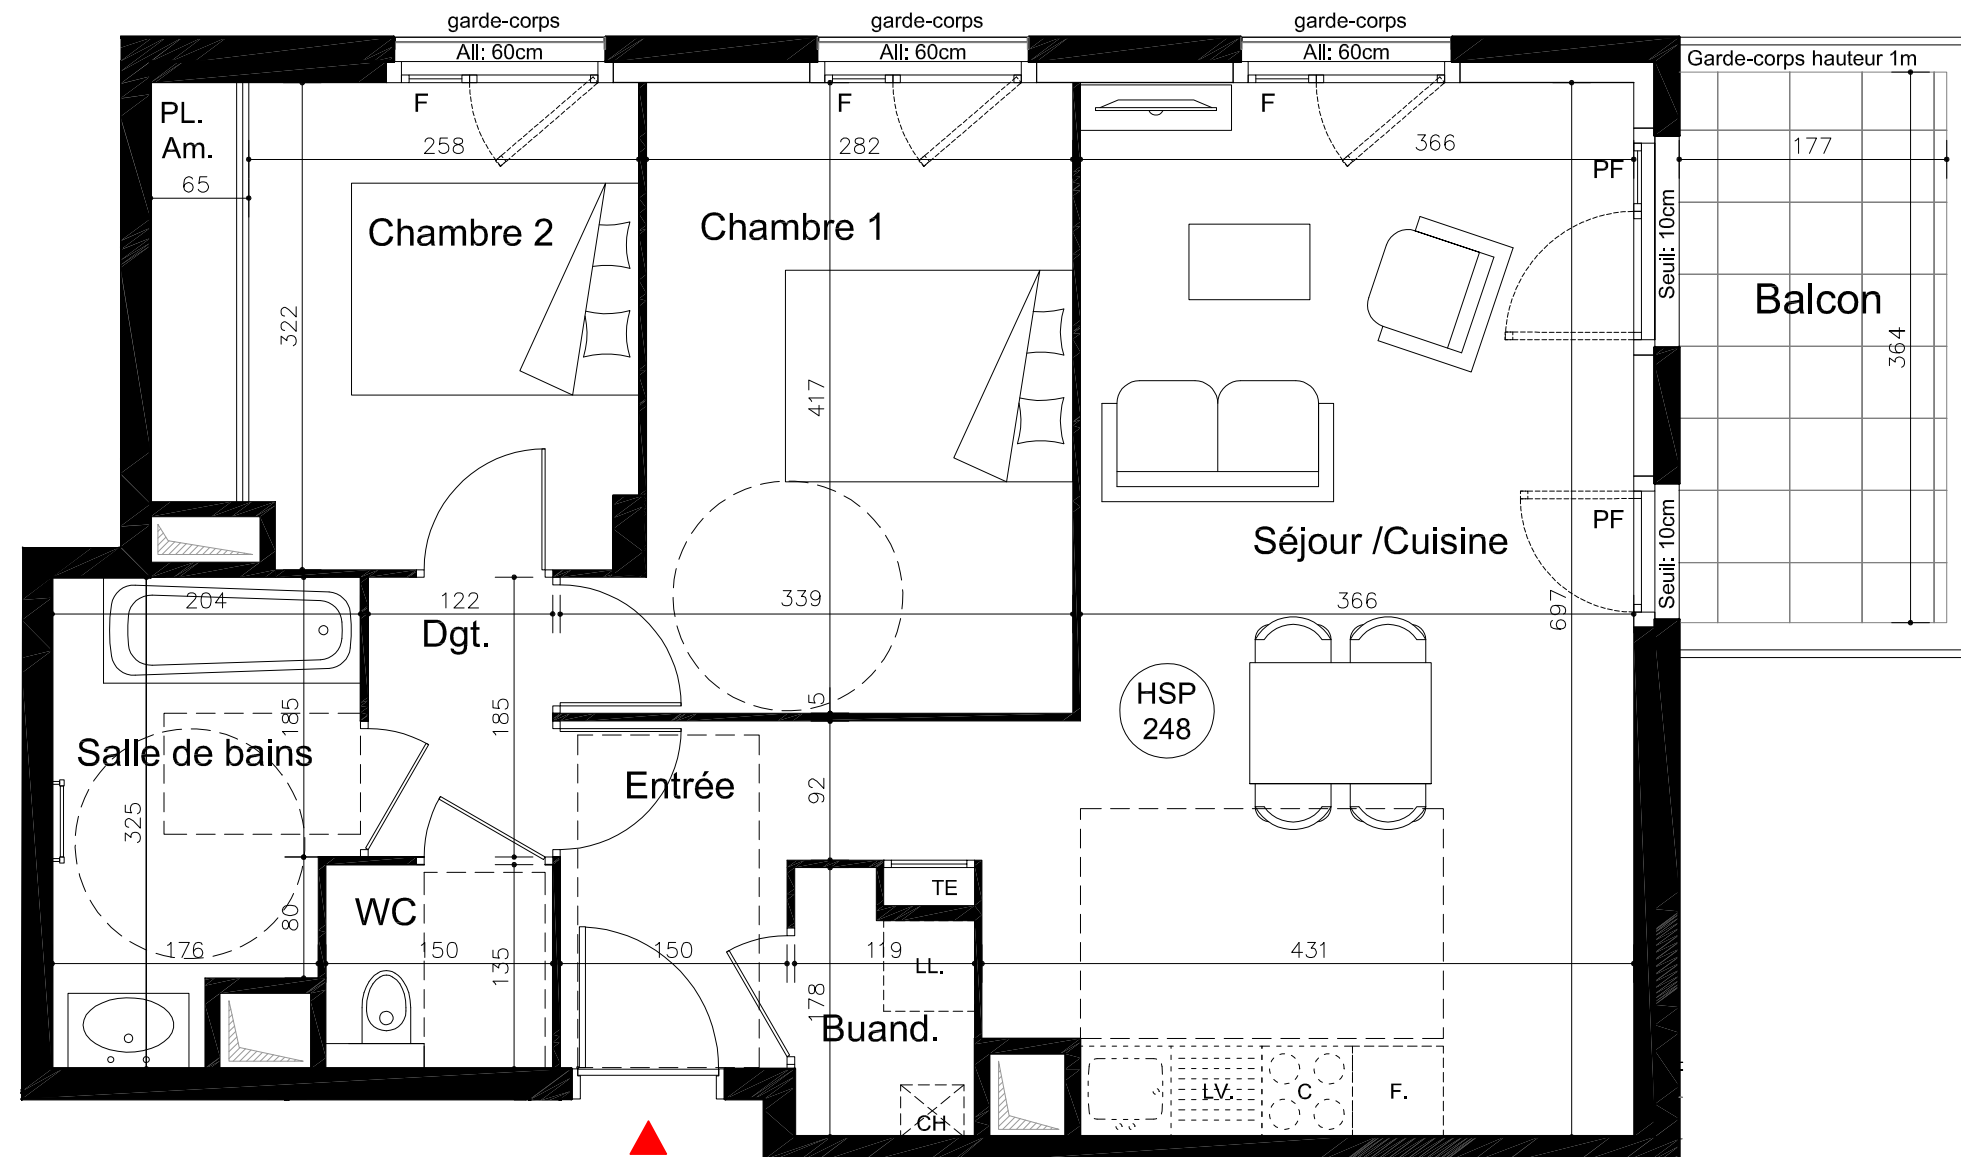 garde-corps
garde-corps
garde-corps
All: 60cm
All: 60cm
All: 60cm
Garde-corps hauteur 1m
PL.
Am.
F
F
F
258
282
366
177
65
PF
Chambre 2
Chambre 1
Seuil: 10cm
Balcon
322
417
364
Séjour /Cuisine
PF
Seuil: 10cm
204
122
339
366
697
Dgt.
HSP
248
185
185
5
Salle de bains
Entrée
325
92
WC
TE
80
176
150
135
150
119
LL.
431
178
Buand.
LV.
C
F.
CH